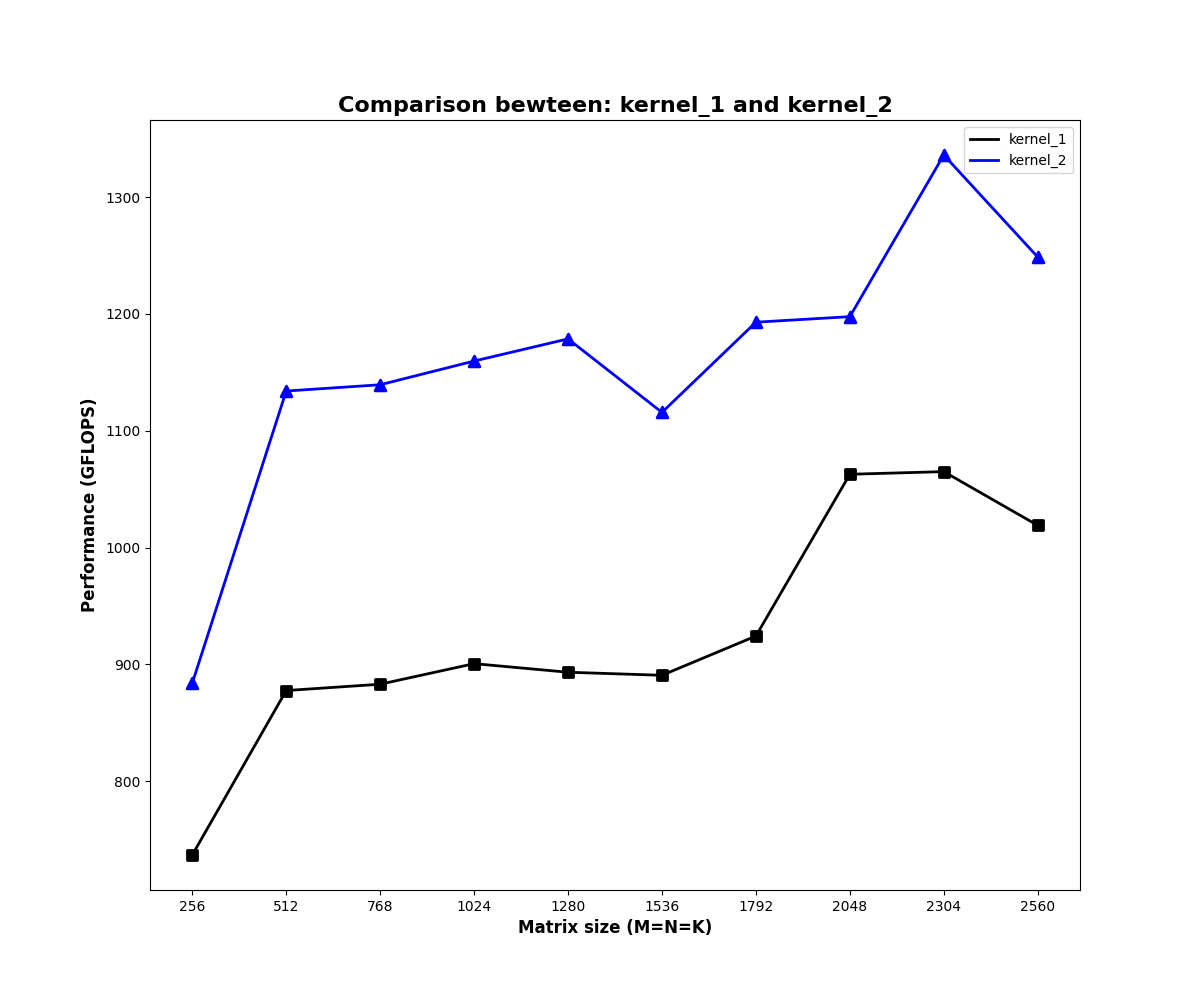 Comparison bewteen: kernel_1 and kernel_2
kernel_1
kernel_2
Performance (GFLOPS)
1300
1200
1100
1000
900
800
256 512 768 1024 1280 1536 1792 2048 2304 2560
Matrix size (M=N=K)